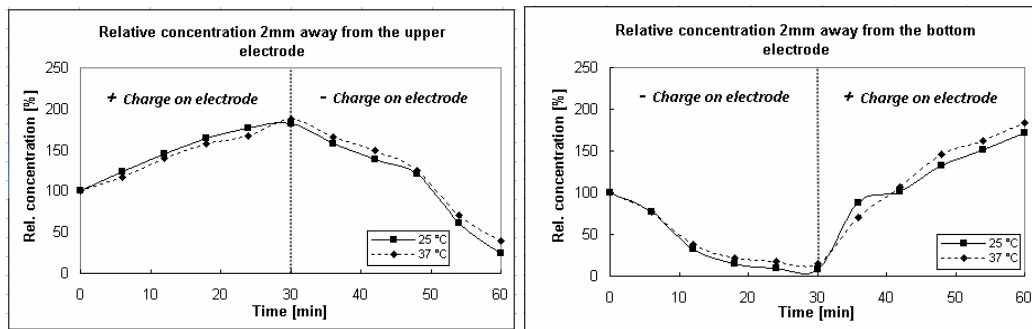 Relative concentration 2mm away from the upper
electrode
Rel. concentration [%]
250
200
150
100
50
0
+ Charge on electrode
- Charge on electrode
25 °C
37 °C
0 10 20 30 40 50 60
Time [min]
Relative concentration 2mm away from the bottom
electrode
Rel. concentration [%]
250
200
150
100
50
0
- Charge on electrode
+ Charge on electrode
25 °C
37 °C
0 10 20 30 40 50 60
Time [min]